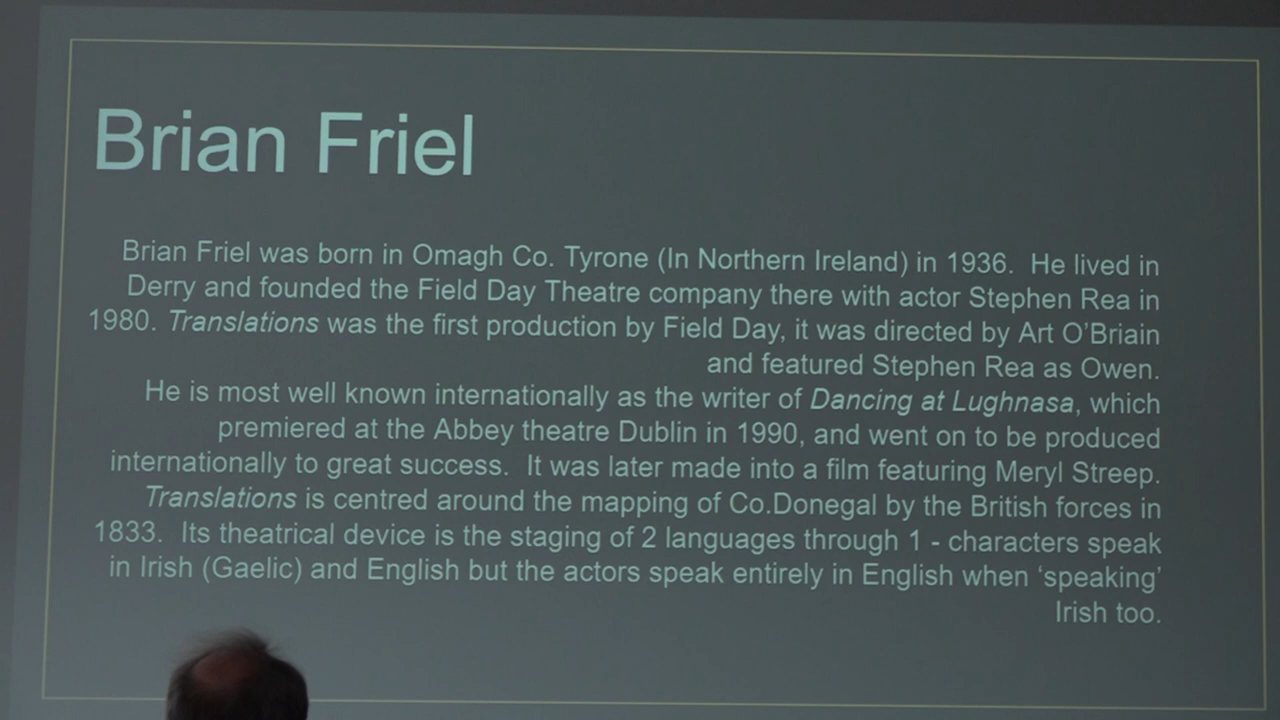 Brian Friel
Brian Friel was born in Omagh Co. Tyrone (In Northern Ireland) in 1936.  He lived in
Derry and founded the Field Day Theatre company there with actor Stephen Rea in
1980. Translations was the first production by Field Day, it was directed by Art O’Briain
and featured Stephen Rea as Owen.
He is most well known internationally as the writer of Dancing at Lughnasa, which
premiered at the Abbey theatre Dublin in 1990, and went on to be produced
internationally to great success.  It was later made into a film featuring Meryl Streep.
Translations is centred around the mapping of Co.Donegal by the British forces in
1833.  Its theatrical device is the staging of 2 languages through 1 - characters speak
in Irish (Gaelic) and English but the actors speak entirely in English when ‘speaking’
Irish too.